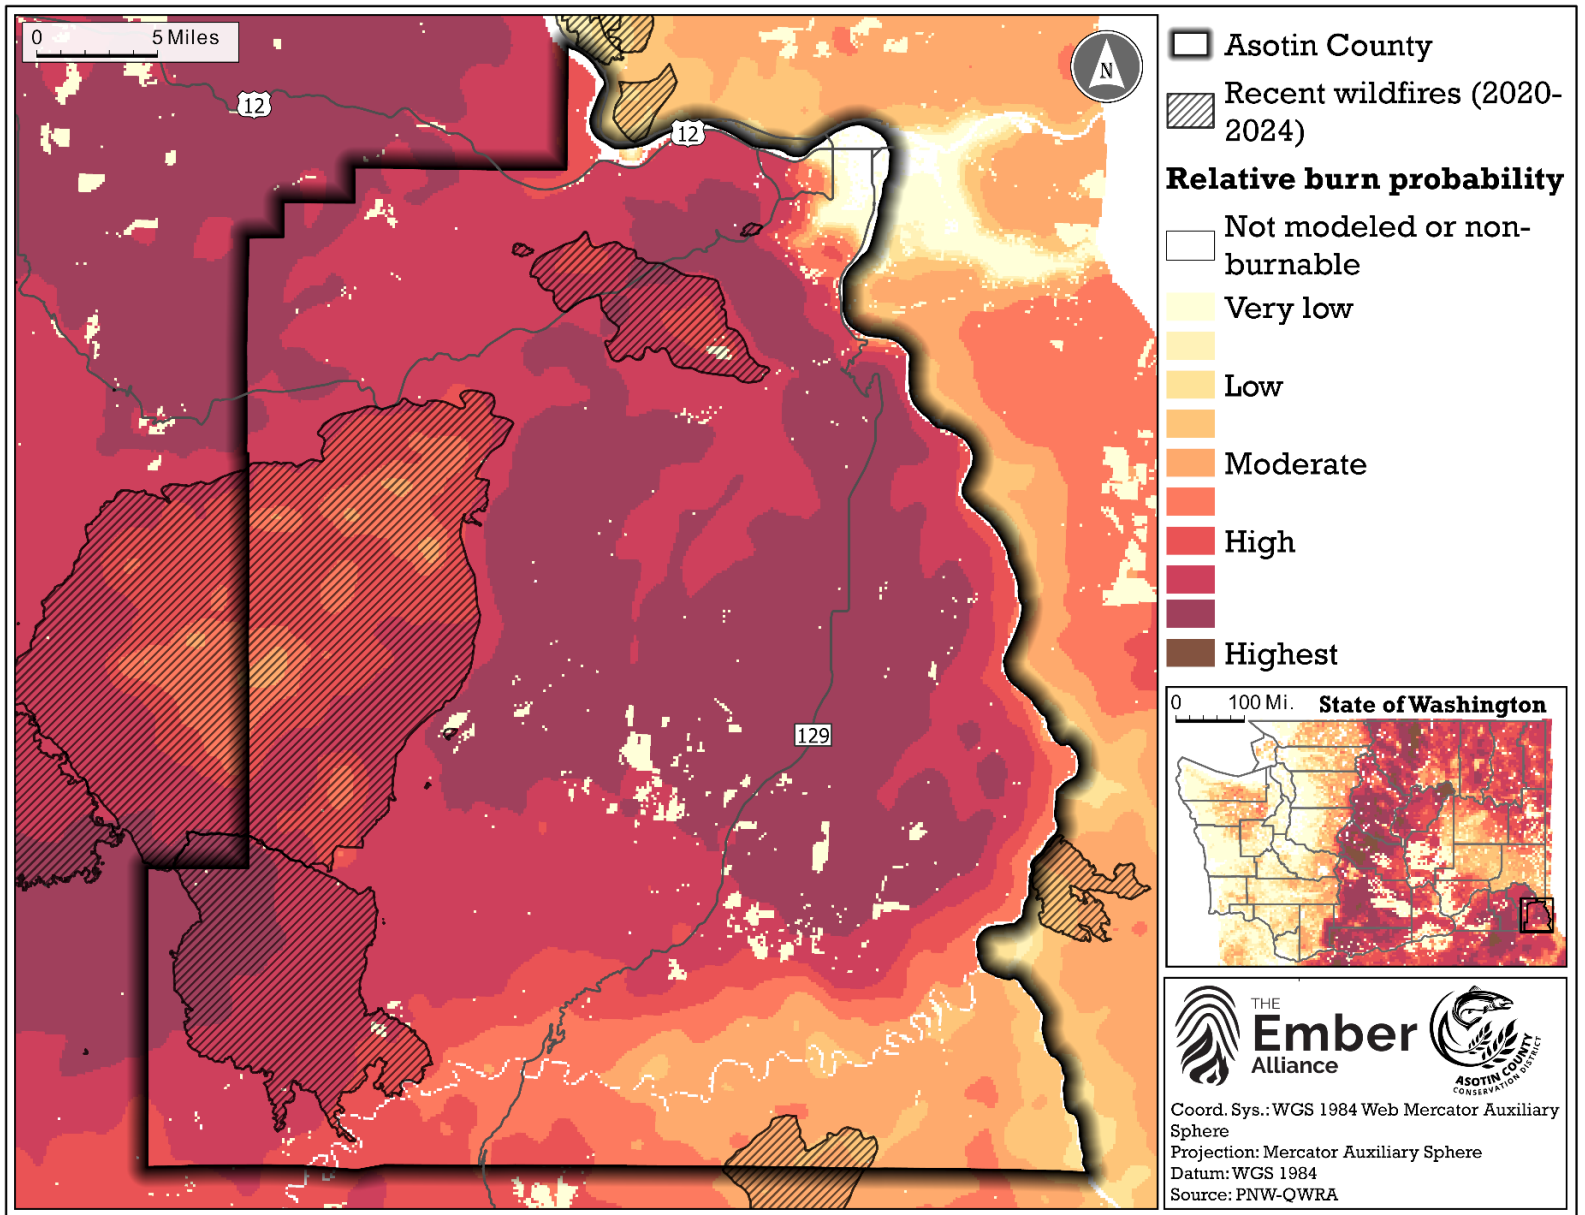 0 5 Miles
12
12
N
129
Asotin County
Recent wildfires (2020-
2024)
Relative burn probability
Not modeled or non-
burnable
Very low
Low
Moderate
High
Highest
0 100 Mi. State of Washington
THE
Ember
Alliance
ASOTIN COUNTY
CONSERVATION DISTRICT
Coord. Sys.: WGS 1984 Web Mercator Auxiliary
Sphere
Projection: Mercator Auxiliary Sphere
Datum: WGS 1984
Source: PNW-QWRA